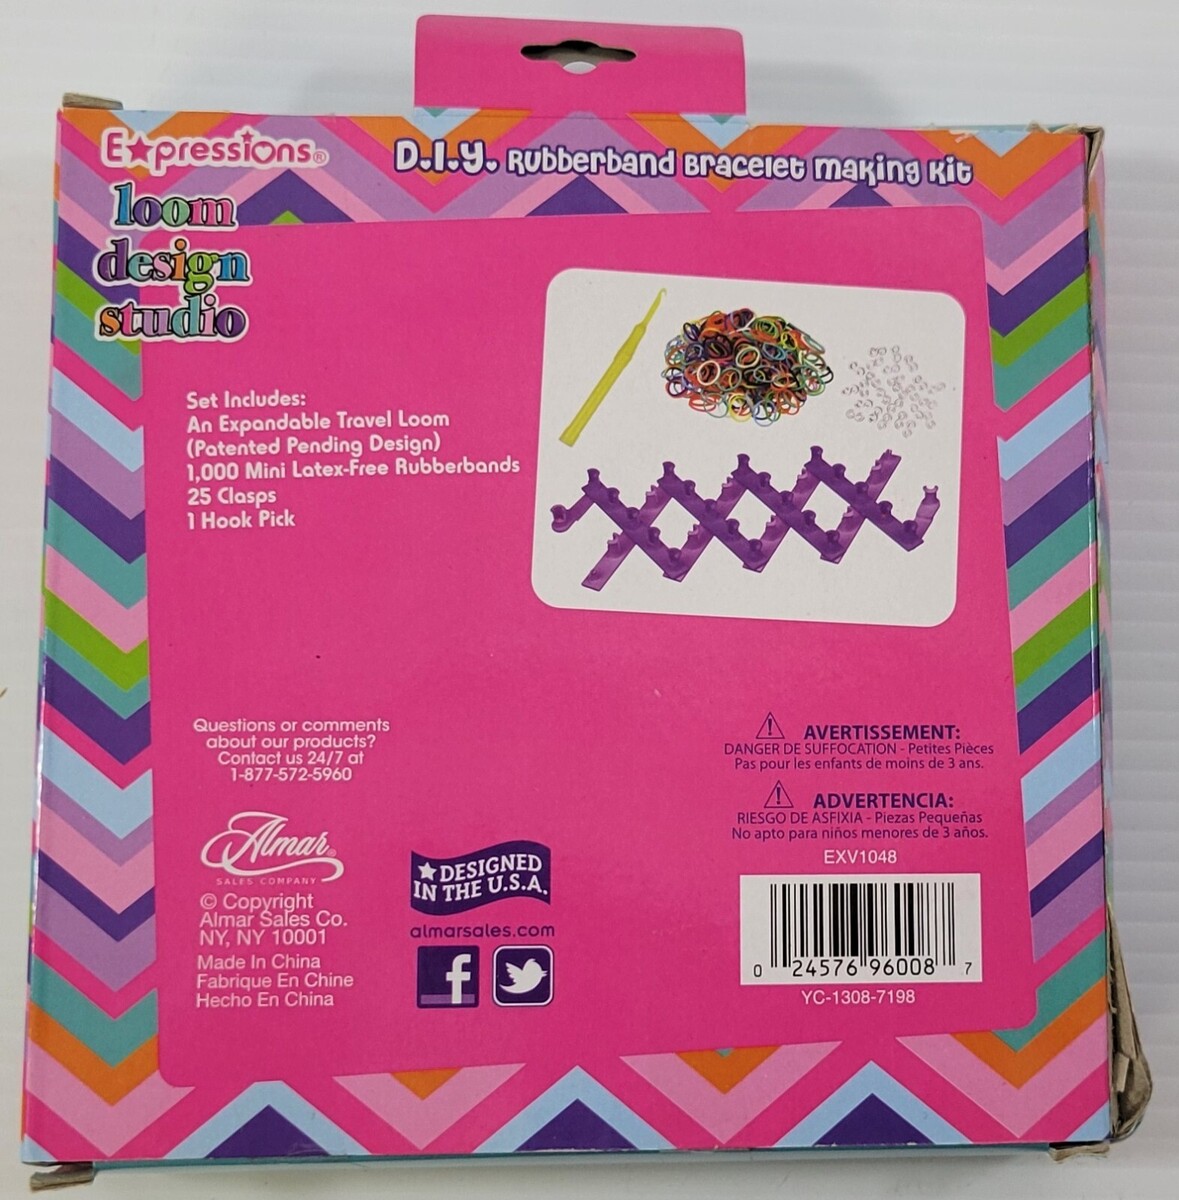 Expressions®
D.I.Y. Rubberband Bracelet Making Kit
loom
design
studio
Set Includes:
An Expandable Travel Loom
(Patented Pending Design)
1,000 Mini Latex-Free Rubberbands
25 Clasps
1 Hook Pick
Questions or comments
about our products?
Contact us 24/7 at
1-877-572-5960
AVERTISSEMENT:
DANGER DE SUFFOCATION - Petites Pièces
Pas pour les enfants de moins de 3 ans.
ADVERTENCIA:
RIESGO DE ASFIXIA - Piezas Pequeñas
No apto para niños menores de 3 años.
EXV1048
0 24576 96008 7
YC-1308-7198
Almar®
SALES COMPANY
© Copyright
Almar Sales Co.
NY, NY 10001
Made In China
Fabrique En Chine
Hecho En China
DESIGNED
IN THE U.S.A.
almarsales.com
f